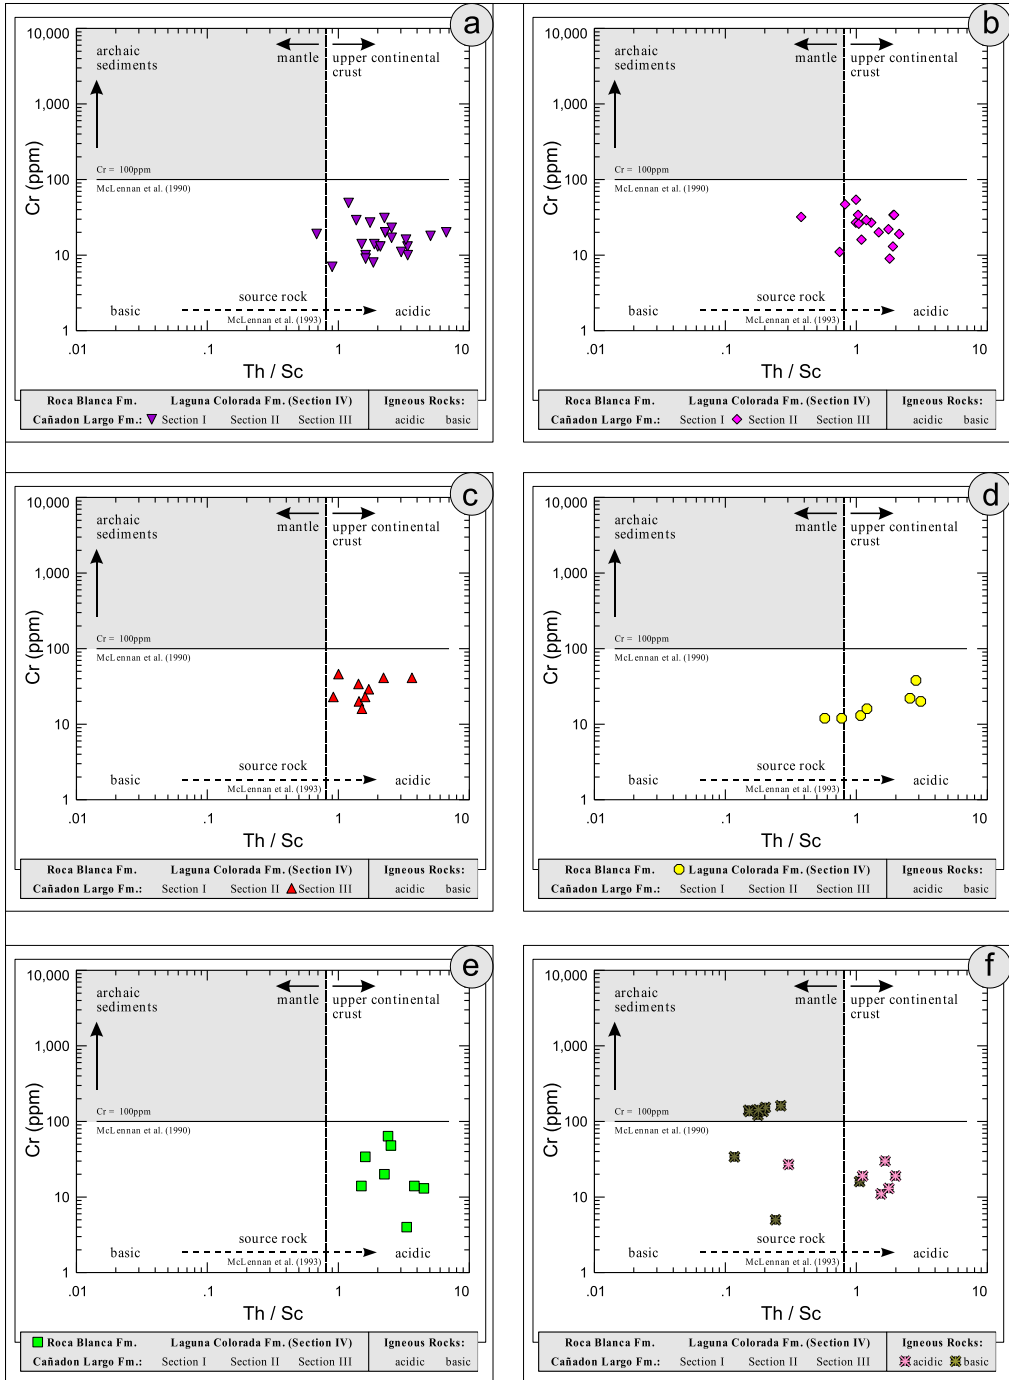 a
10,000
1,000
100
10
1
Cr (ppm)
archaic
sediments
mantle
upper continental
crust
Cr = 100ppm
McLennan et al. (1990)
source rock
basic
acidic
McLennan et al. (1993)
.01
.1
1
10
Th / Sc
Roca Blanca Fm. Laguna Colorada Fm. (Section IV) Igneous Rocks:
Cañadon Largo Fm.: Section I Section II Section III acidic basic
b
10,000
1,000
100
10
1
Cr (ppm)
archaic
sediments
mantle
upper continental
crust
Cr = 100ppm
McLennan et al. (1990)
source rock
basic
acidic
McLennan et al. (1993)
.01
.1
1
10
Th / Sc
Roca Blanca Fm. Laguna Colorada Fm. (Section IV) Igneous Rocks:
Cañadon Largo Fm.: Section I Section II Section III acidic basic
c
10,000
1,000
100
10
1
Cr (ppm)
archaic
sediments
mantle
upper continental
crust
Cr = 100ppm
McLennan et al. (1990)
source rock
basic
acidic
McLennan et al. (1993)
.01
.1
1
10
Th / Sc
Roca Blanca Fm. Laguna Colorada Fm. (Section IV) Igneous Rocks:
Cañadon Largo Fm.: Section I Section II Section III acidic basic
d
10,000
1,000
100
10
1
Cr (ppm)
archaic
sediments
mantle
upper continental
crust
Cr = 100ppm
McLennan et al. (1990)
source rock
basic
acidic
McLennan et al. (1993)
.01
.1
1
10
Th / Sc
Roca Blanca Fm. Laguna Colorada Fm. (Section IV) Igneous Rocks:
Cañadon Largo Fm.: Section I Section II Section III acidic basic
e
10,000
1,000
100
10
1
Cr (ppm)
archaic
sediments
mantle
upper continental
crust
Cr = 100ppm
McLennan et al. (1990)
source rock
basic
acidic
McLennan et al. (1993)
.01
.1
1
10
Th / Sc
Roca Blanca Fm. Laguna Colorada Fm. (Section IV) Igneous Rocks:
Cañadon Largo Fm.: Section I Section II Section III acidic basic
f
10,000
1,000
100
10
1
Cr (ppm)
archaic
sediments
mantle
upper continental
crust
Cr = 100ppm
McLennan et al. (1990)
source rock
basic
acidic
McLennan et al. (1993)
.01
.1
1
10
Th / Sc
Roca Blanca Fm. Laguna Colorada Fm. (Section IV) Igneous Rocks:
Cañadon Largo Fm.: Section I Section II Section III acidic basic